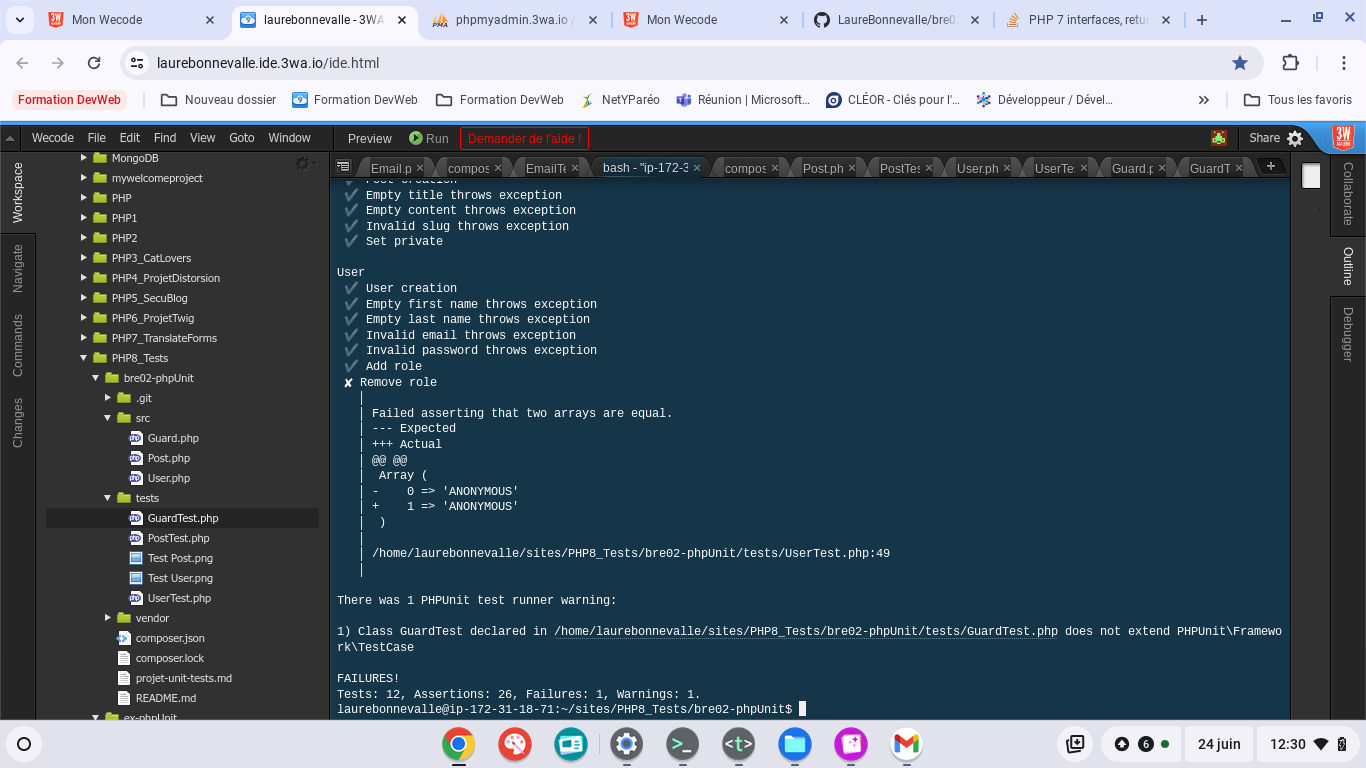 Mon Wecode
laurebonnevalle - 3WA
phpmyadmin.3wa.io /
Mon Wecode
LaureBonnevalle/bre0
PHP 7 interfaces, retu
laurebonnevalle.ide.3wa.io/ide.html
Formation DevWeb
Nouveau dossier
Formation DevWeb
Formation DevWeb
NetYParéo
Réunion | Microsoft...
CLÉOR - Clés pour l'...
Développeur / Dével...
Tous les favoris
Wecode
File
Edit
Find
View
Goto
Window
Preview
Run
Demander de l'aide !
Share
Email.p
compos
EmailTe
bash - "ip-172-3
compos
Post.ph
PostTes
User.ph
UserTes
Guard.p
GuardT
Workspace
Navigate
Commands
Changes
MongoDB
mywelcomeproject
PHP
PHP1
PHP2
PHP3_CatLovers
PHP4_ProjetDistorsion
PHP5_SecuBlog
PHP6_ProjetTwig
PHP7_TranslateForms
PHP8_Tests
bre02-phpUnit
.git
src
Guard.php
Post.php
User.php
tests
GuardTest.php
PostTest.php
Test Post.png
Test User.png
UserTest.php
vendor
composer.json
composer.lock
projet-unit-tests.md
README.md
ex-phpUnit
✔ Post creation
✔ Empty title throws exception
✔ Empty content throws exception
✔ Invalid slug throws exception
✔ Set private
User
✔ User creation
✔ Empty first name throws exception
✔ Empty last name throws exception
✔ Invalid email throws exception
✔ Invalid password throws exception
✔ Add role
✘ Remove role
│
│ Failed asserting that two arrays are equal.
│ --- Expected
│ +++ Actual
│ @@ @@
│  Array (
│ -    0 => 'ANONYMOUS'
│ +    1 => 'ANONYMOUS'
│  )
│
│ /home/laurebonnevalle/sites/PHP8_Tests/bre02-phpUnit/tests/UserTest.php:49
│
There was 1 PHPUnit test runner warning:
1) Class GuardTest declared in /home/laurebonnevalle/sites/PHP8_Tests/bre02-phpUnit/tests/GuardTest.php does not extend PHPUnit\Framewo
rk\TestCase
FAILURES!
Tests: 12, Assertions: 26, Failures: 1, Warnings: 1.
laurebonnevalle@ip-172-31-18-71:~/sites/PHP8_Tests/bre02-phpUnit$
Collaborate
Outline
Debugger
6
24 juin
12:30